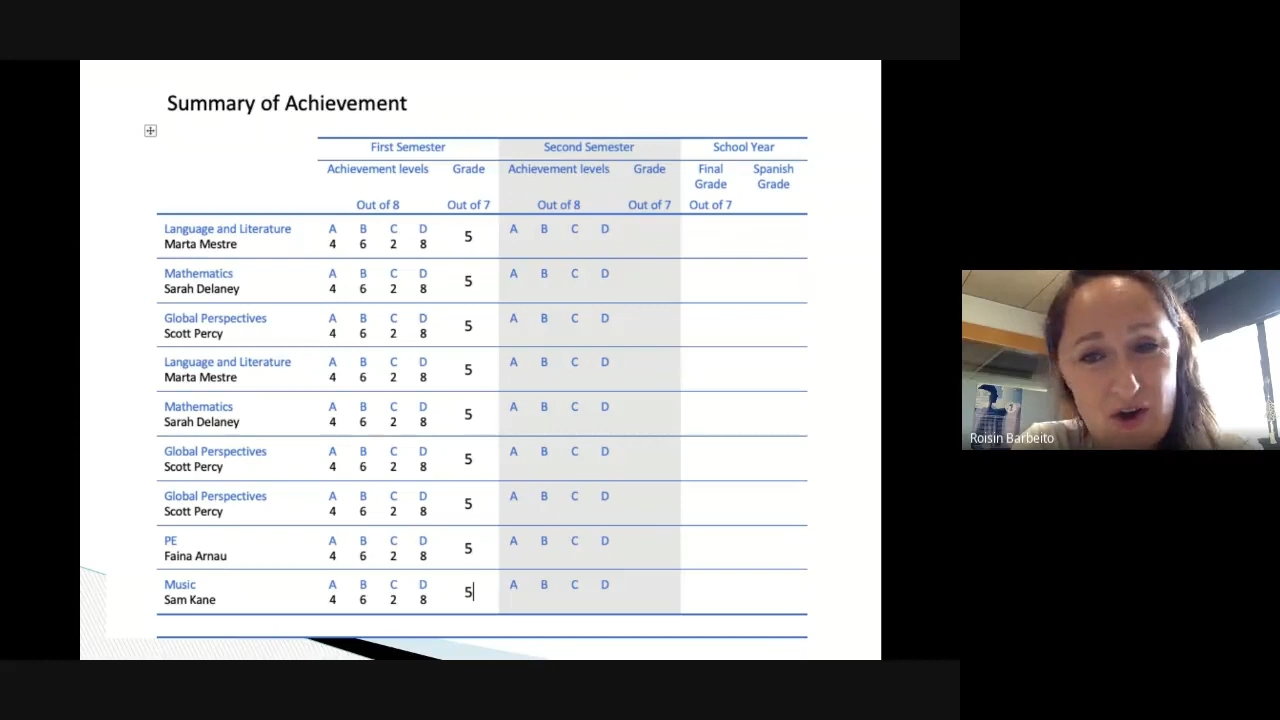 Summary of Achievement
First Semester Second Semester School Year
Achievement levels Grade Achievement levels Grade Final Grade Spanish Grade
Out of 8 Out of 7 Out of 8 Out of 7 Out of 7
Language and Literature A B C D 5 A B C D
Marta Mestre 4 6 2 8
Mathematics A B C D 5 A B C D
Sarah Delaney 4 6 2 8
Global Perspectives A B C D 5 A B C D
Scott Percy 4 6 2 8
Language and Literature A B C D 5 A B C D
Marta Mestre 4 6 2 8
Mathematics A B C D 5 A B C D
Sarah Delaney 4 6 2 8
Global Perspectives A B C D 5 A B C D
Scott Percy 4 6 2 8
Global Perspectives A B C D 5 A B C D
Scott Percy 4 6 2 8
PE A B C D 5 A B C D
Faina Arnau 4 6 2 8
Music A B C D 5 A B C D
Sam Kane 4 6 2 8
Roisin Barbeito